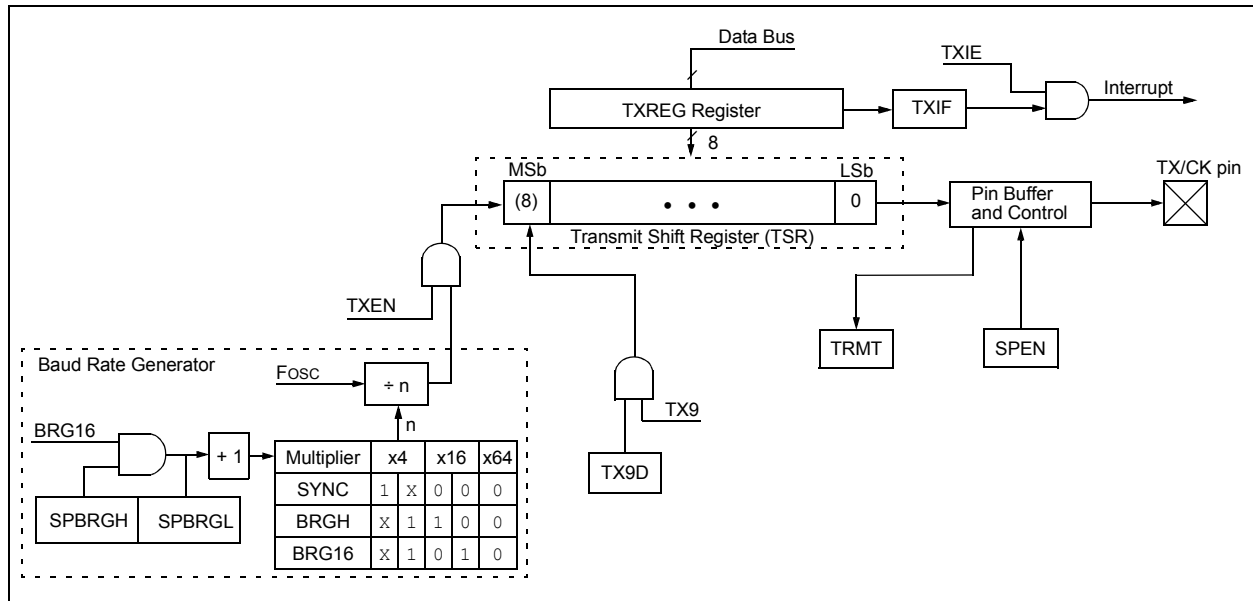 Data Bus
TXIE
Interrupt
TXREG Register
TXIF
8
MSb
LSb
TX/CK pin
(8)
• • •
0
Pin Buffer
and Control
Transmit Shift Register (TSR)
TXEN
TRMT
SPEN
Baud Rate Generator
FOSC
÷ n
TX9
n
BRG16
+ 1
Multiplier x4 x16 x64
TX9D
SYNC 1 X 0 0 0
SPBRGH SPBRGL
BRGH X 1 1 0 0
BRG16 X 1 0 1 0